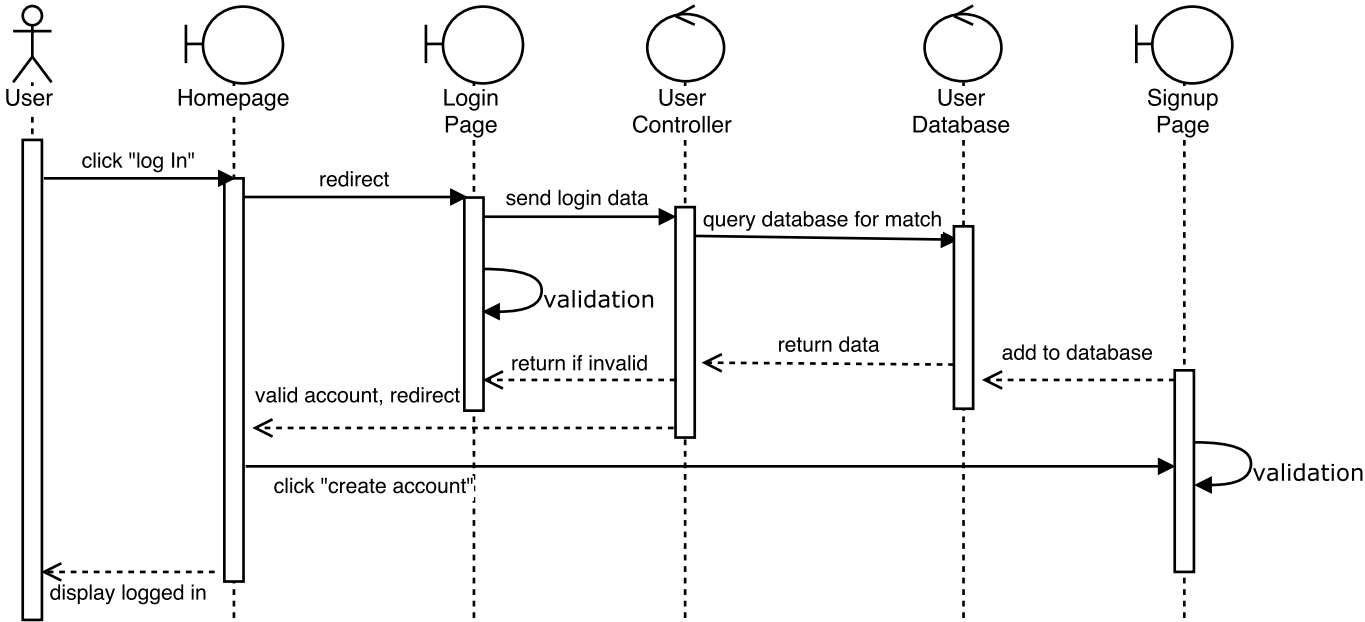 User
Homepage
Login
Page
User
Controller
User
Database
Signup
Page
click "log In"
redirect
send login data
query database for match
validation
return data
add to database
return if invalid
valid account, redirect
validation
click "create account"
display logged in